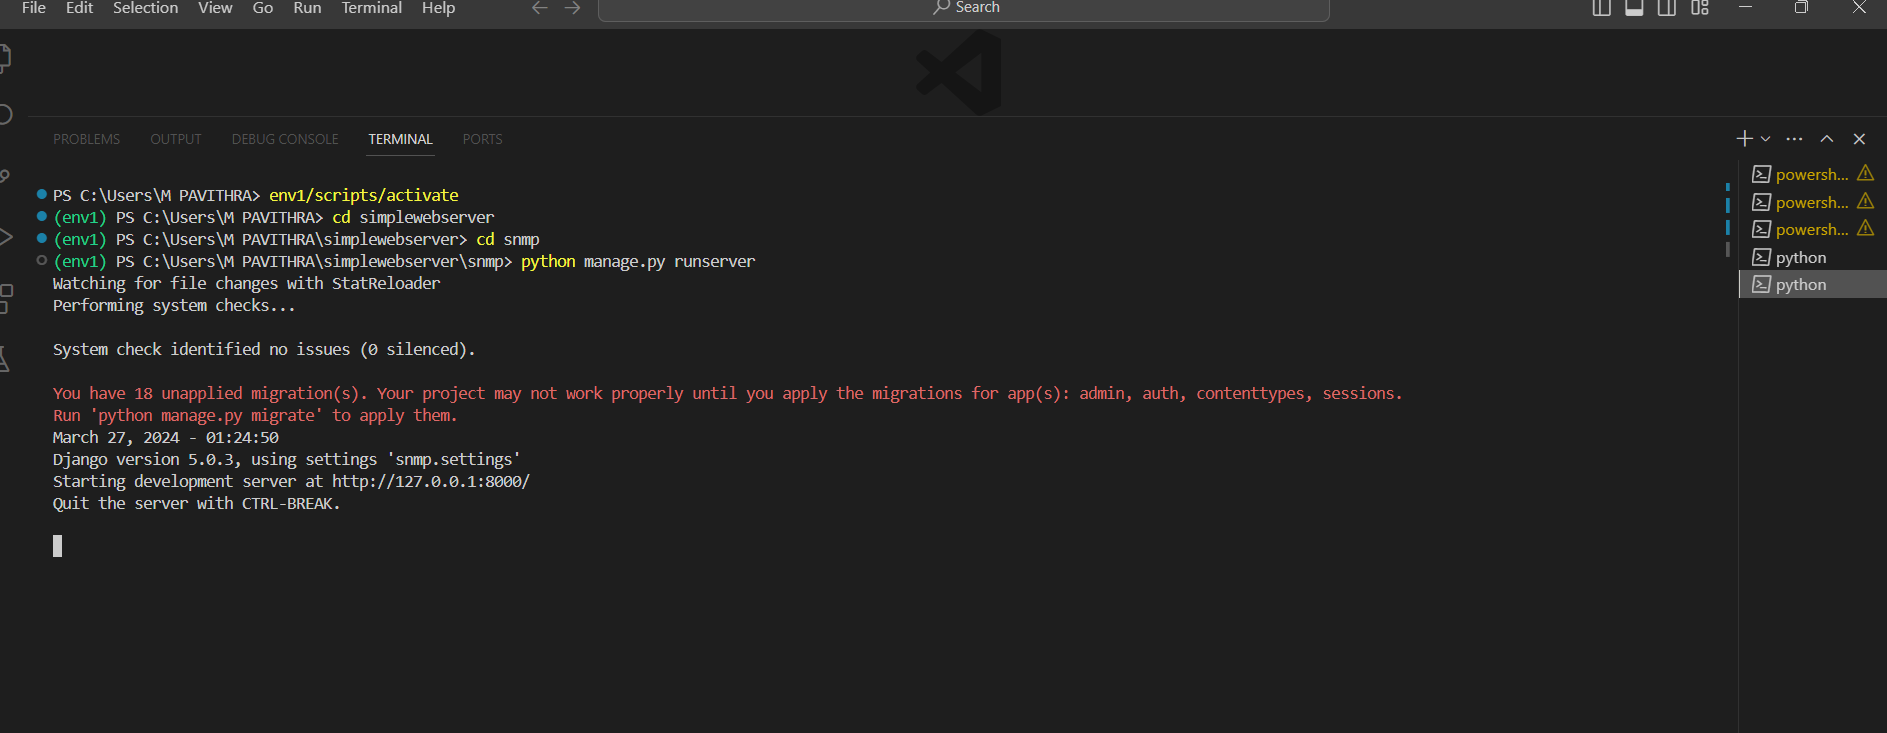 File Edit Selection View Go Run Terminal Help Search
PROBLEMS OUTPUT DEBUG CONSOLE TERMINAL PORTS
PS C:\Users\M PAVITHRA> env1/scripts/activate
(env1) PS C:\Users\M PAVITHRA> cd simplewebserver
(env1) PS C:\Users\M PAVITHRA\simplewebserver> cd snmp
(env1) PS C:\Users\M PAVITHRA\simplewebserver\snmp> python manage.py runserver
Watching for file changes with StatReloader
Performing system checks...
System check identified no issues (0 silenced).
You have 18 unapplied migration(s). Your project may not work properly until you apply the migrations for app(s): admin, auth, contenttypes, sessions.
Run 'python manage.py migrate' to apply them.
March 27, 2024 - 01:24:50
Django version 5.0.3, using settings 'snmp.settings'
Starting development server at http://127.0.0.1:8000/
Quit the server with CTRL-BREAK.
powersh...
powersh...
powersh...
python
python